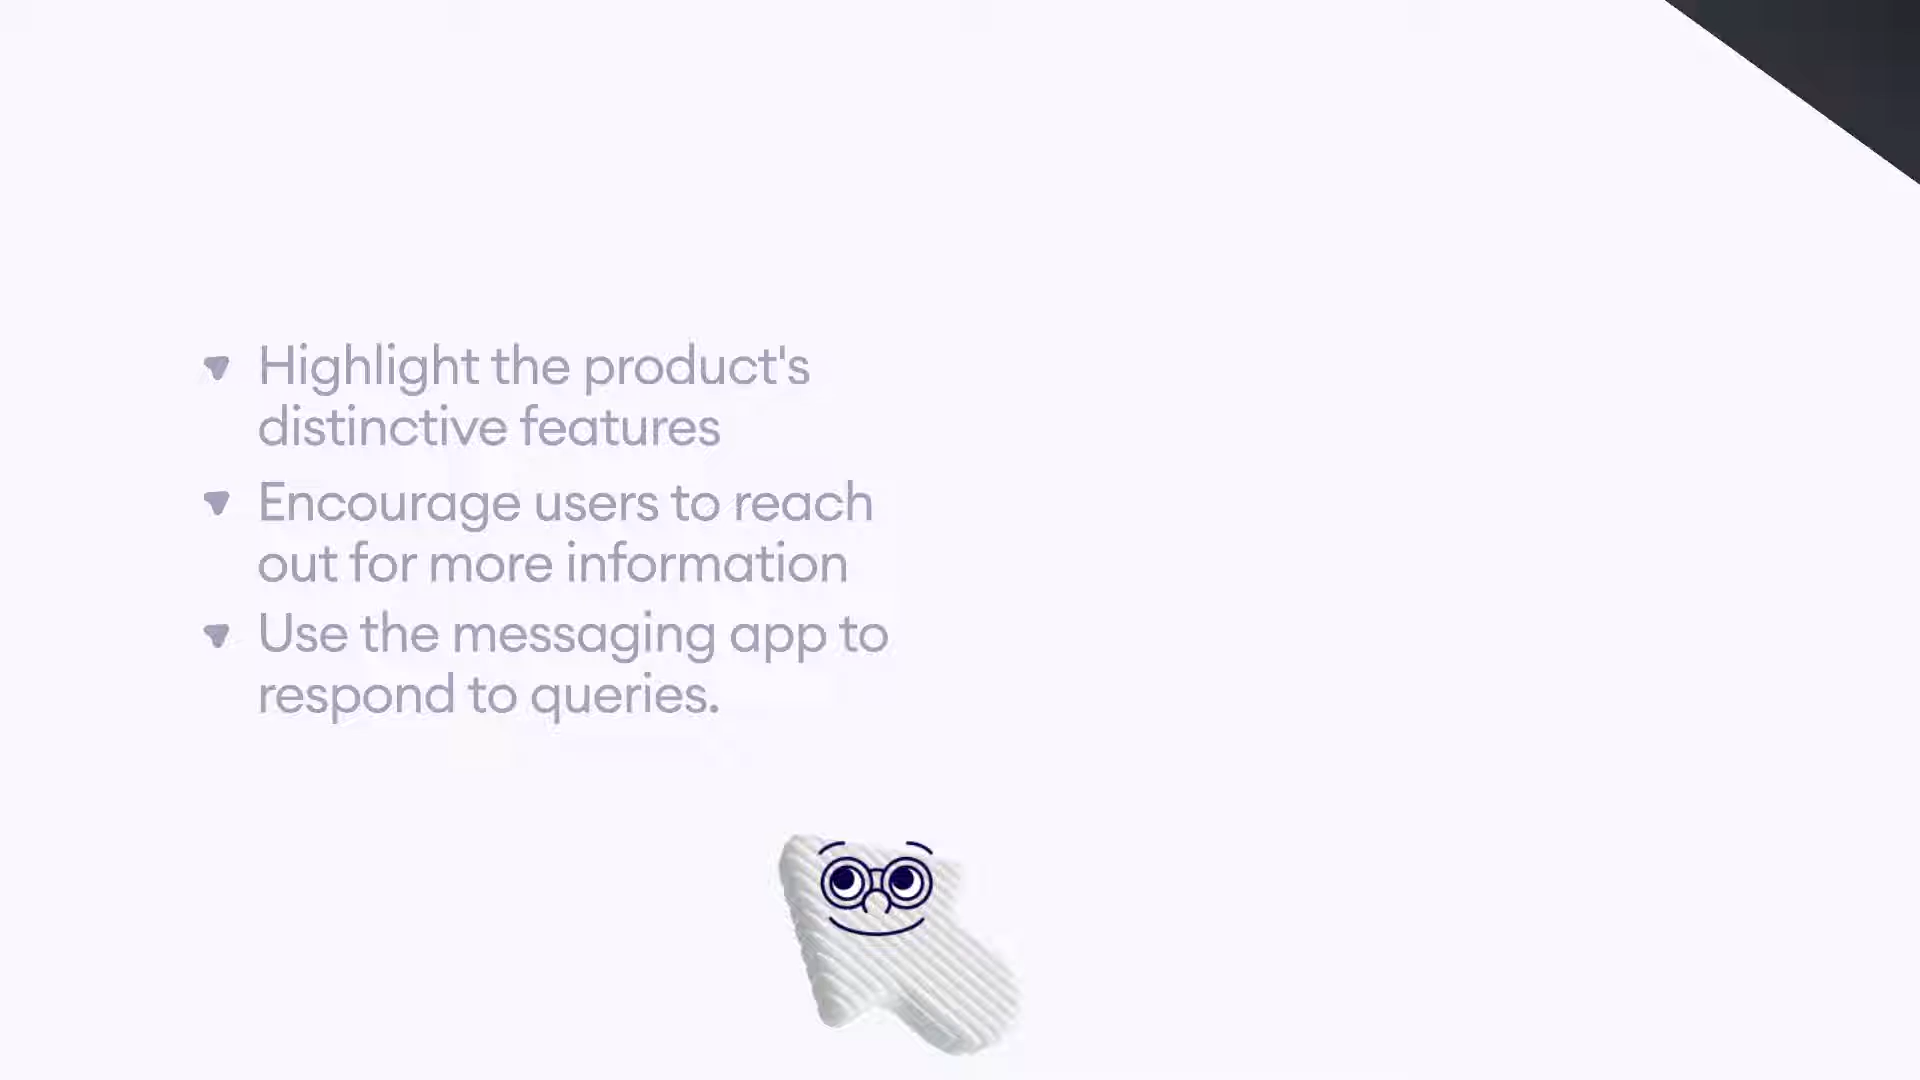 Highlight the product's
distinctive features
Encourage users to reach
out for more information
Use the messaging app to
respond to queries.